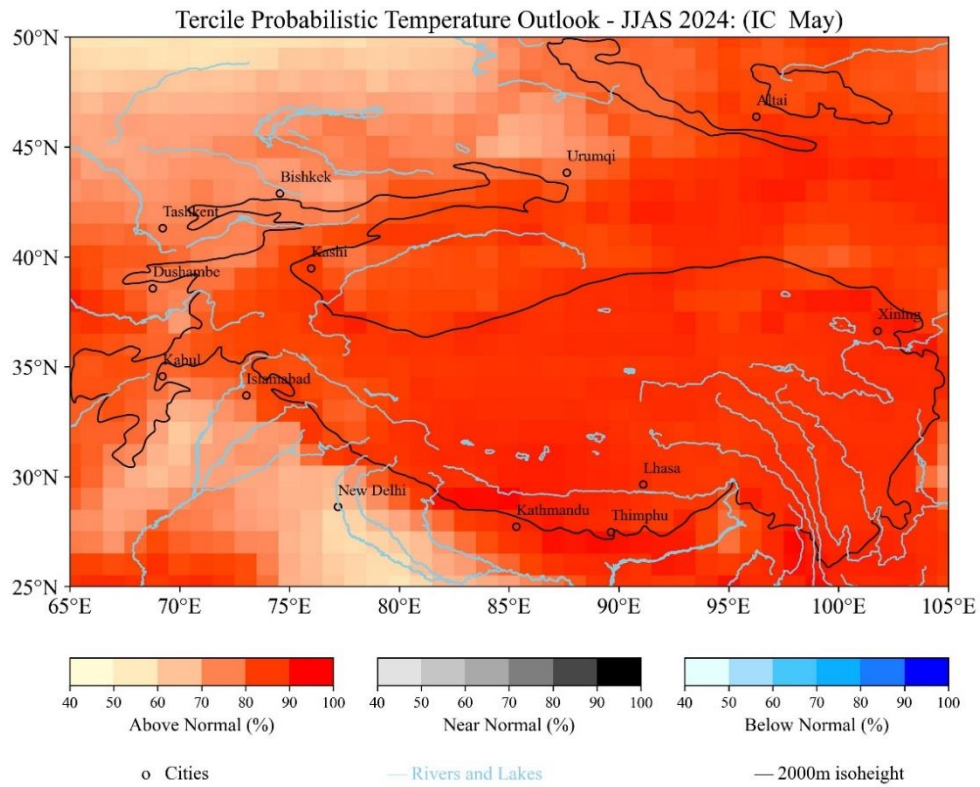 Tercile Probabilistic Temperature Outlook - JJAS 2024: (IC  May)
50°N
Altai
45°N
Urumqi
Bishkek
Tashkent
40°N
Kashi
Dushambe
Xining
35°N
Kabul
Islamabad
30°N
Lhasa
New Delhi
Kathmandu
Thimphu
25°N
65°E 70°E 75°E 80°E 85°E 90°E 95°E 100°E 105°E
40 50 60 70 80 90 100 40 50 60 70 80 90 100 40 50 60 70 80 90 100
Above Normal (%) Near Normal (%) Below Normal (%)
Cities Rivers and Lakes 2000m isoheight